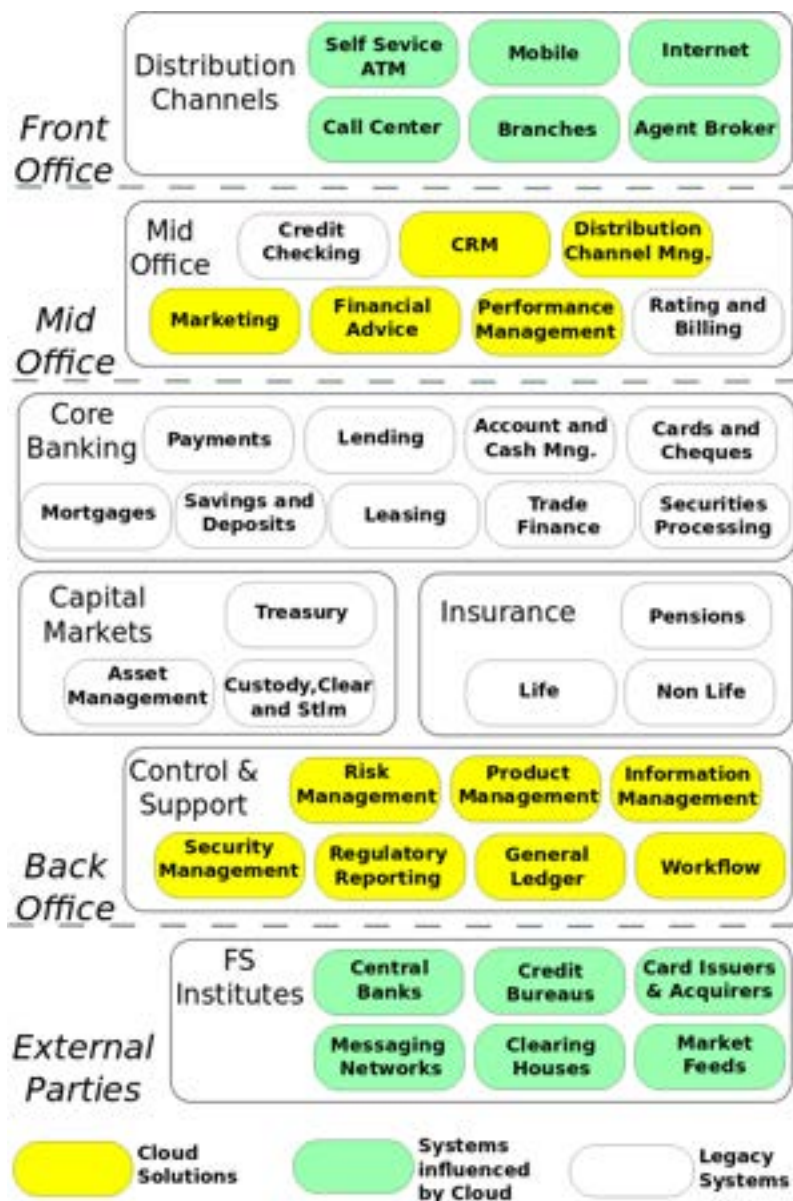 Distribution
Channels
Self Sevice
ATM
Mobile
Internet
Call Center
Branches
Agent Broker
Front
Office
Mid
Office
Credit
Checking
CRM
Distribution
Channel Mng.
Marketing
Financial
Advice
Performance
Management
Rating and
Billing
Mid
Office
Core
Banking
Payments
Lending
Account and
Cash Mng.
Cards and
Cheques
Mortgages
Savings and
Deposits
Leasing
Trade
Finance
Securities
Processing
Capital
Markets
Treasury
Asset
Management
Custody,Clear
and Stlm
Insurance
Pensions
Life
Non Life
Control &
Support
Risk
Management
Product
Management
Information
Management
Security
Management
Regulatory
Reporting
General
Ledger
Workflow
Back
Office
FS
Institutes
Central
Banks
Credit
Bureaus
Card Issuers
& Acquirers
Messaging
Networks
Clearing
Houses
Market
Feeds
External
Parties
Cloud
Solutions
Systems
influenced
by Cloud
Legacy
Systems